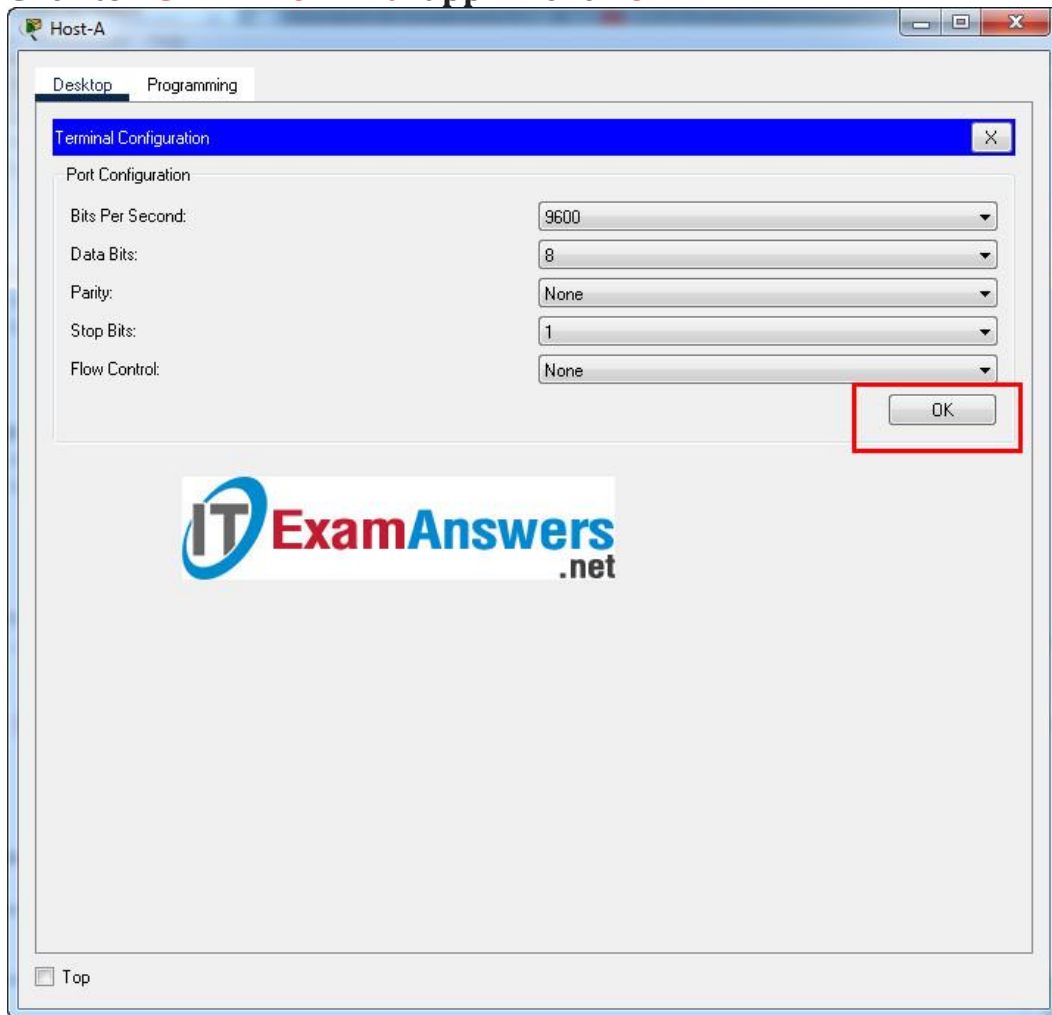 Host-A
Desktop Programming
Terminal Configuration X
Port Configuration
Bits Per Second: 9600
Data Bits: 8
Parity: None
Stop Bits: 1
Flow Control: None
OK
ITExamAnswers
.net
Top